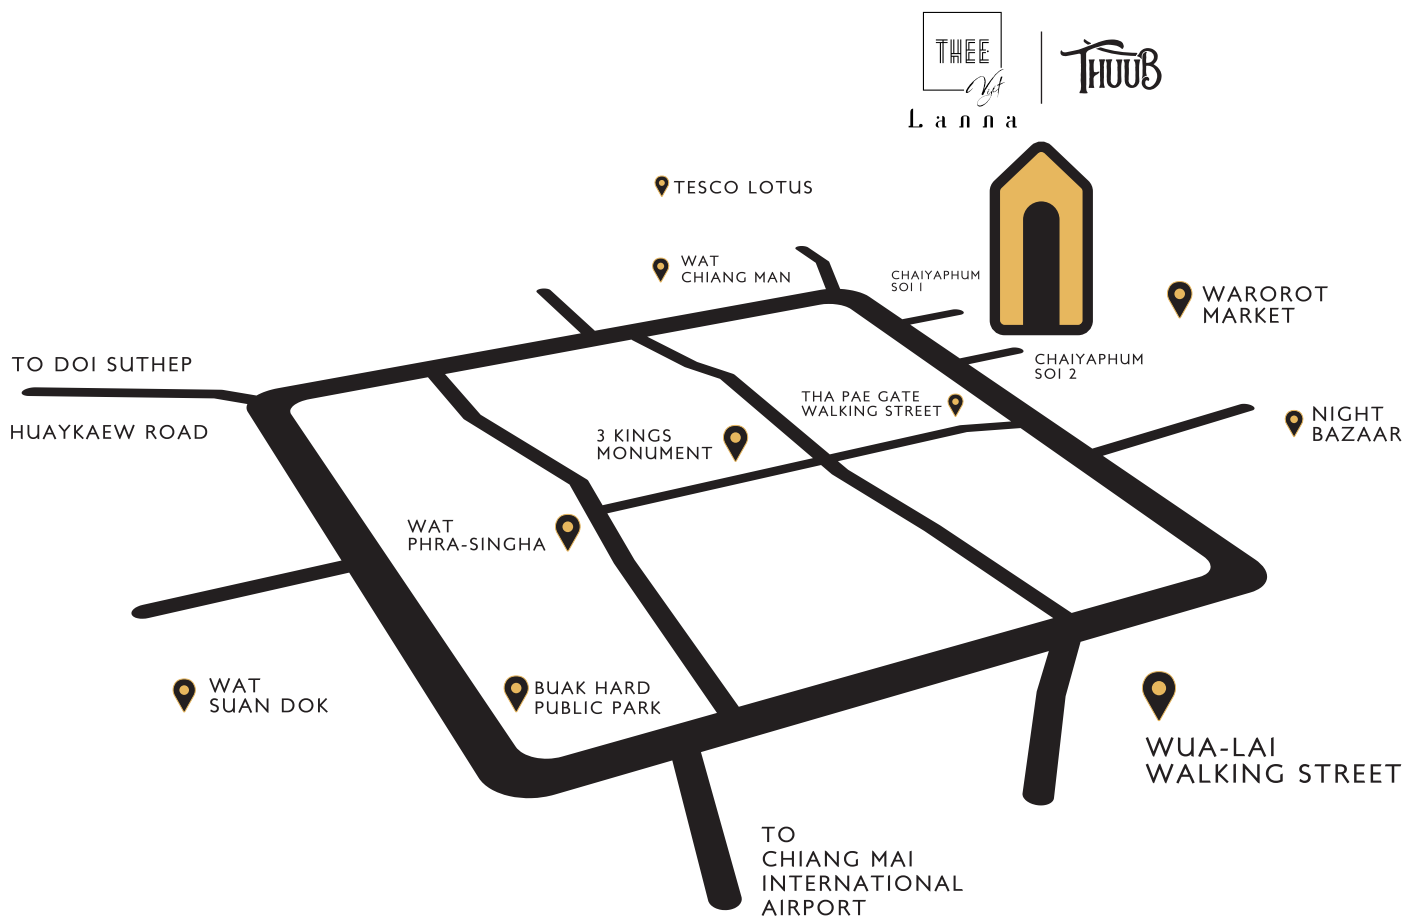 THEE
Vijit
Lanna
THUUB
TESCO LOTUS
WAT
CHIANG MAN
CHAIYAPHUM
SOI 1
WAROROT
MARKET
TO DOI SUTHEP
CHAIYAPHUM
SOI 2
THA PAE GATE
WALKING STREET
NIGHT
BAZAAR
HUAYKAEW ROAD
3 KINGS
MONUMENT
WAT
PHRA-SINGHA
WAT
SUAN DOK
BUAK HARD
PUBLIC PARK
WUA-LAI
WALKING STREET
TO
CHIANG MAI
INTERNATIONAL
AIRPORT